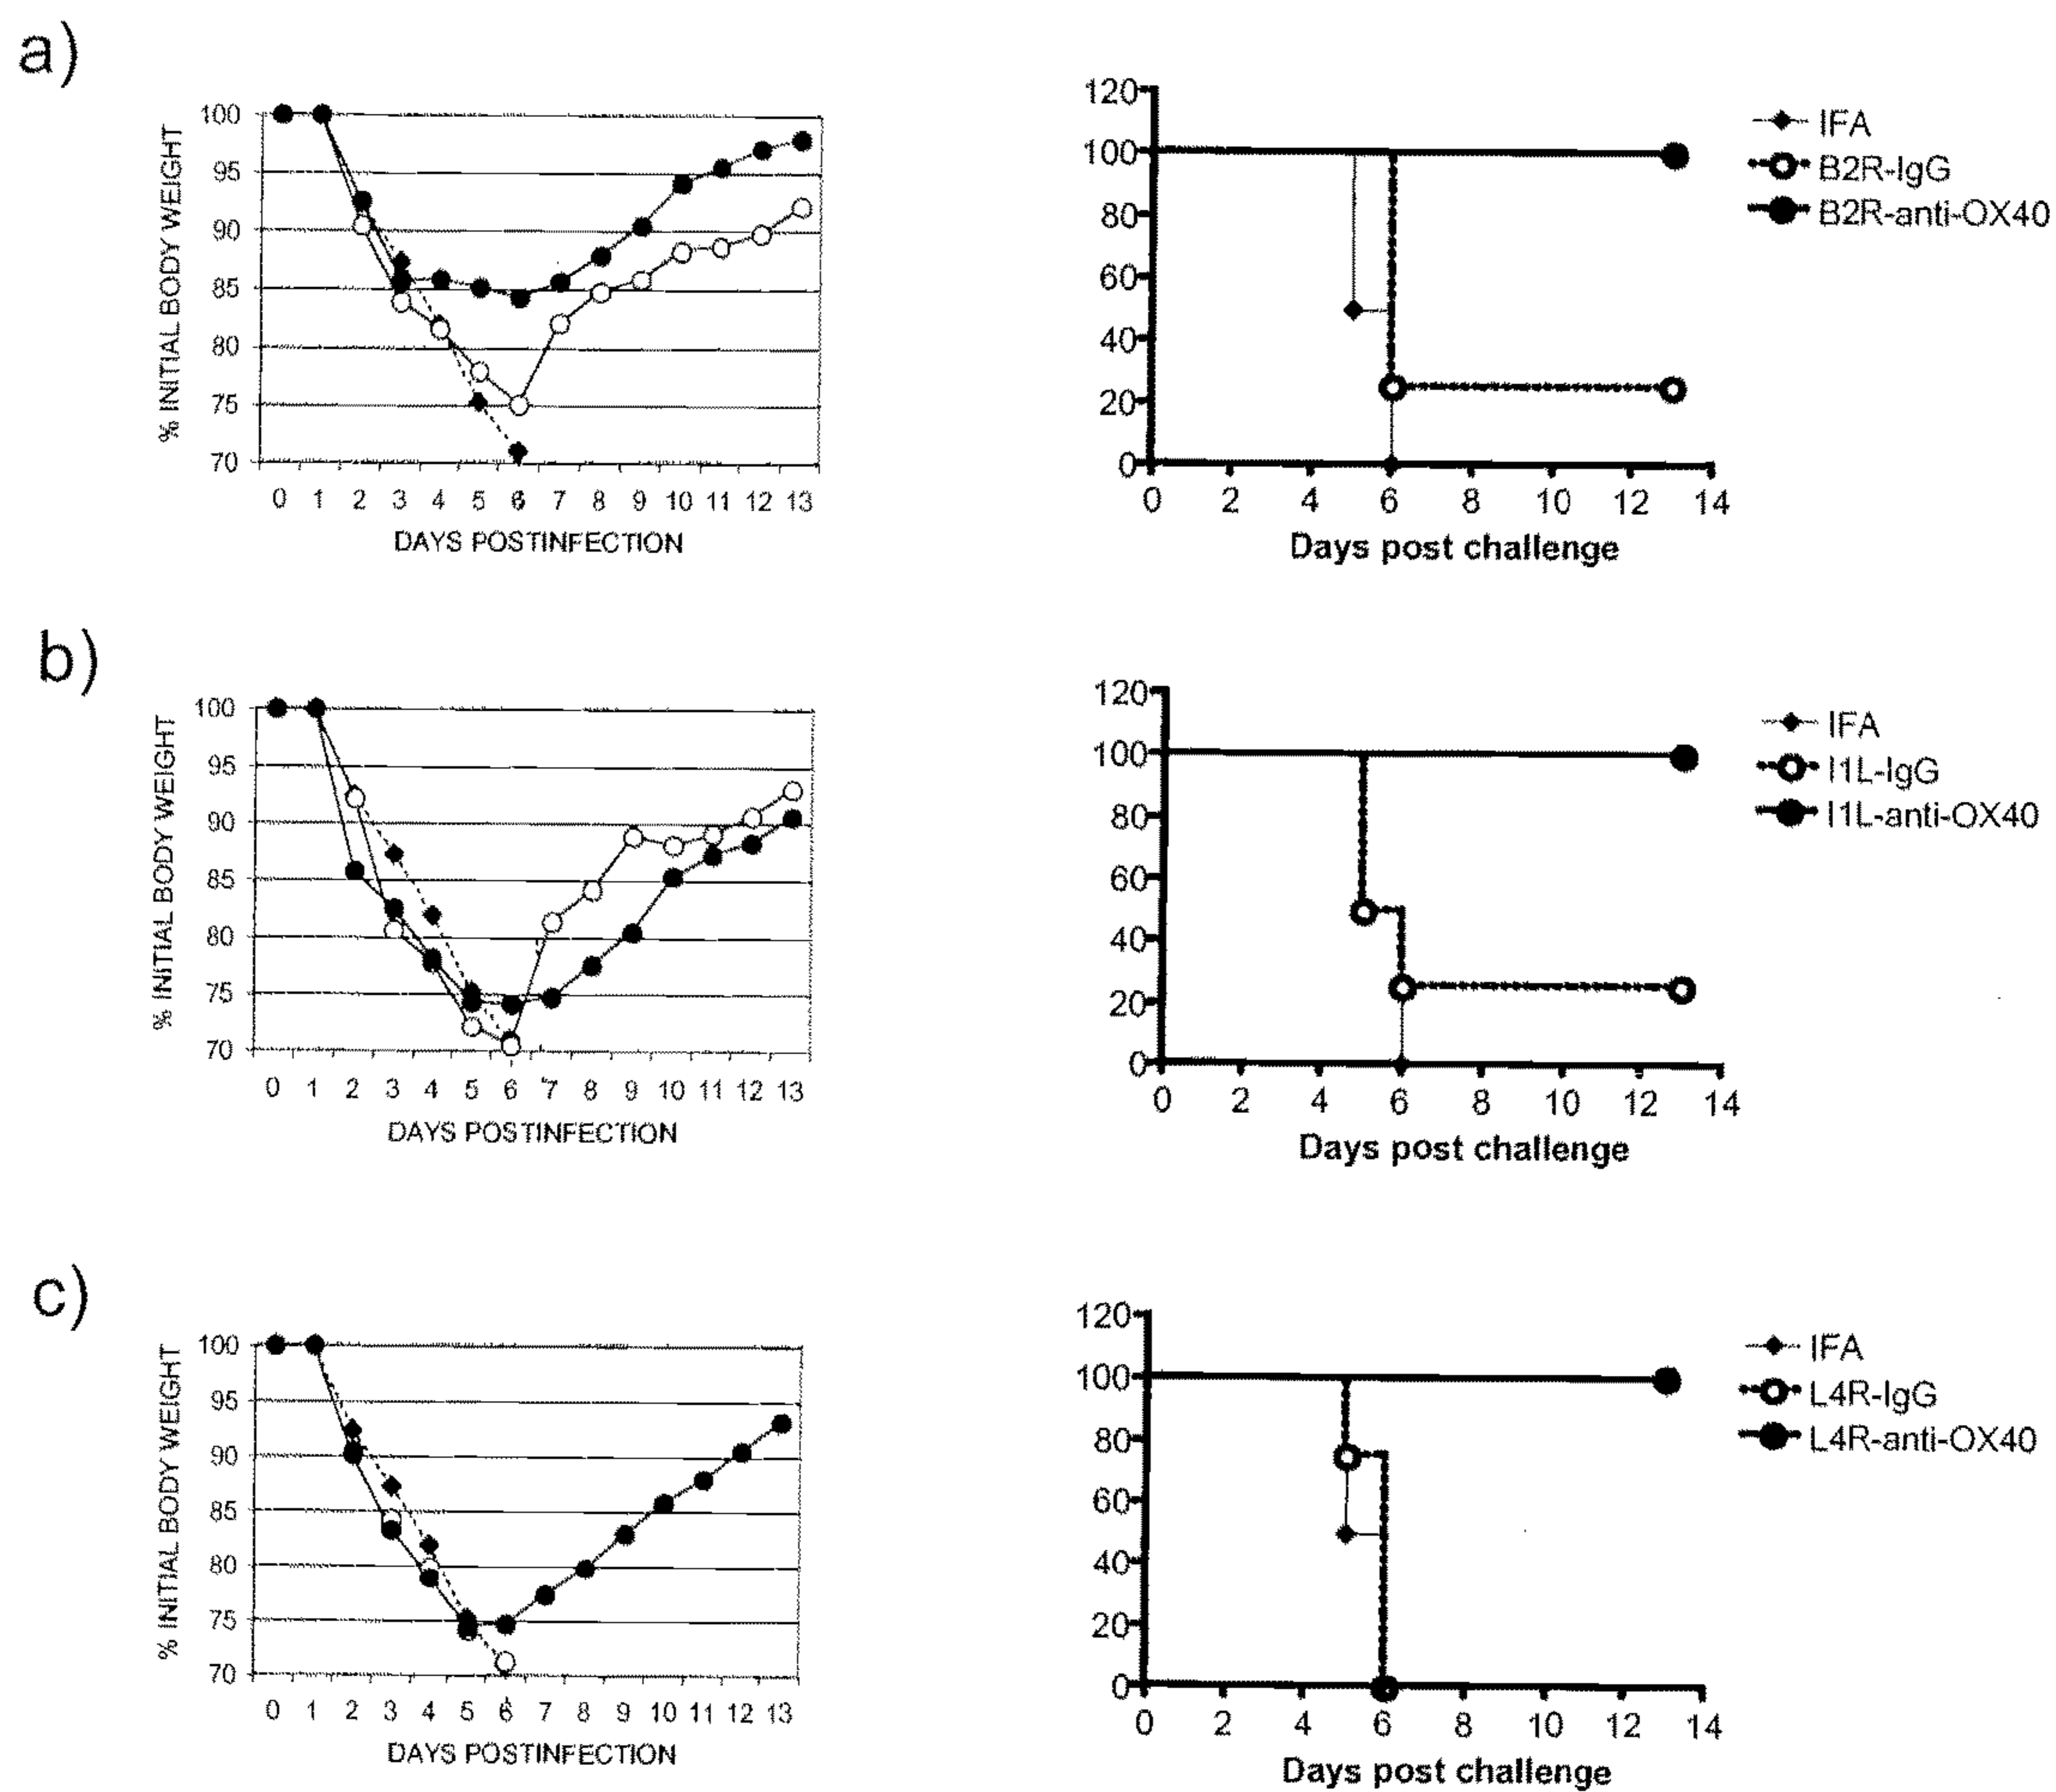 a)
% INITIAL BODY WEIGHT
100
95
90
85
80
75
70
0 1 2 3 4 5 6 7 8 9 10 11 12 13
DAYS POSTINFECTION
120
100
80
60
40
20
0
0 2 4 6 8 10 12 14
Days post challenge
IFA
B2R-IgG
B2R-anti-OX40
b)
% INITIAL BODY WEIGHT
100
95
90
85
80
75
70
0 1 2 3 4 5 6 7 8 9 10 11 12 13
DAYS POSTINFECTION
120
100
80
60
40
20
0
0 2 4 6 8 10 12 14
Days post challenge
IFA
I1L-IgG
I1L-anti-OX40
c)
% INITIAL BODY WEIGHT
100
95
90
85
80
75
70
0 1 2 3 4 5 6 7 8 9 10 11 12 13
DAYS POSTINFECTION
120
100
80
60
40
20
0
0 2 4 6 8 10 12 14
Days post challenge
IFA
L4R-IgG
L4R-anti-OX40